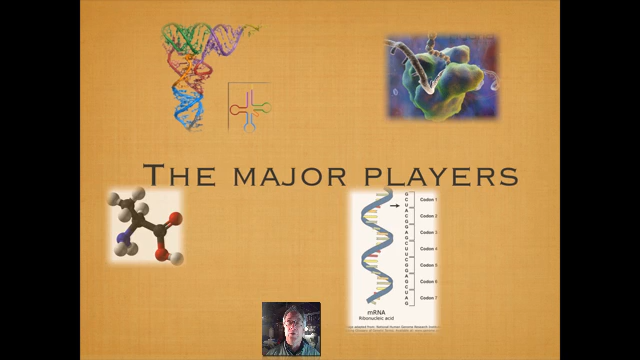 THE MAJOR PLAYERS
G
C
U
A
C
G
G
A
G
C
U
U
C
G
G
A
G
C
U
A
G
Codon 1
Codon 2
Codon 3
Codon 4
Codon 5
Codon 6
Codon 7
mRNA
Ribonucleic acid